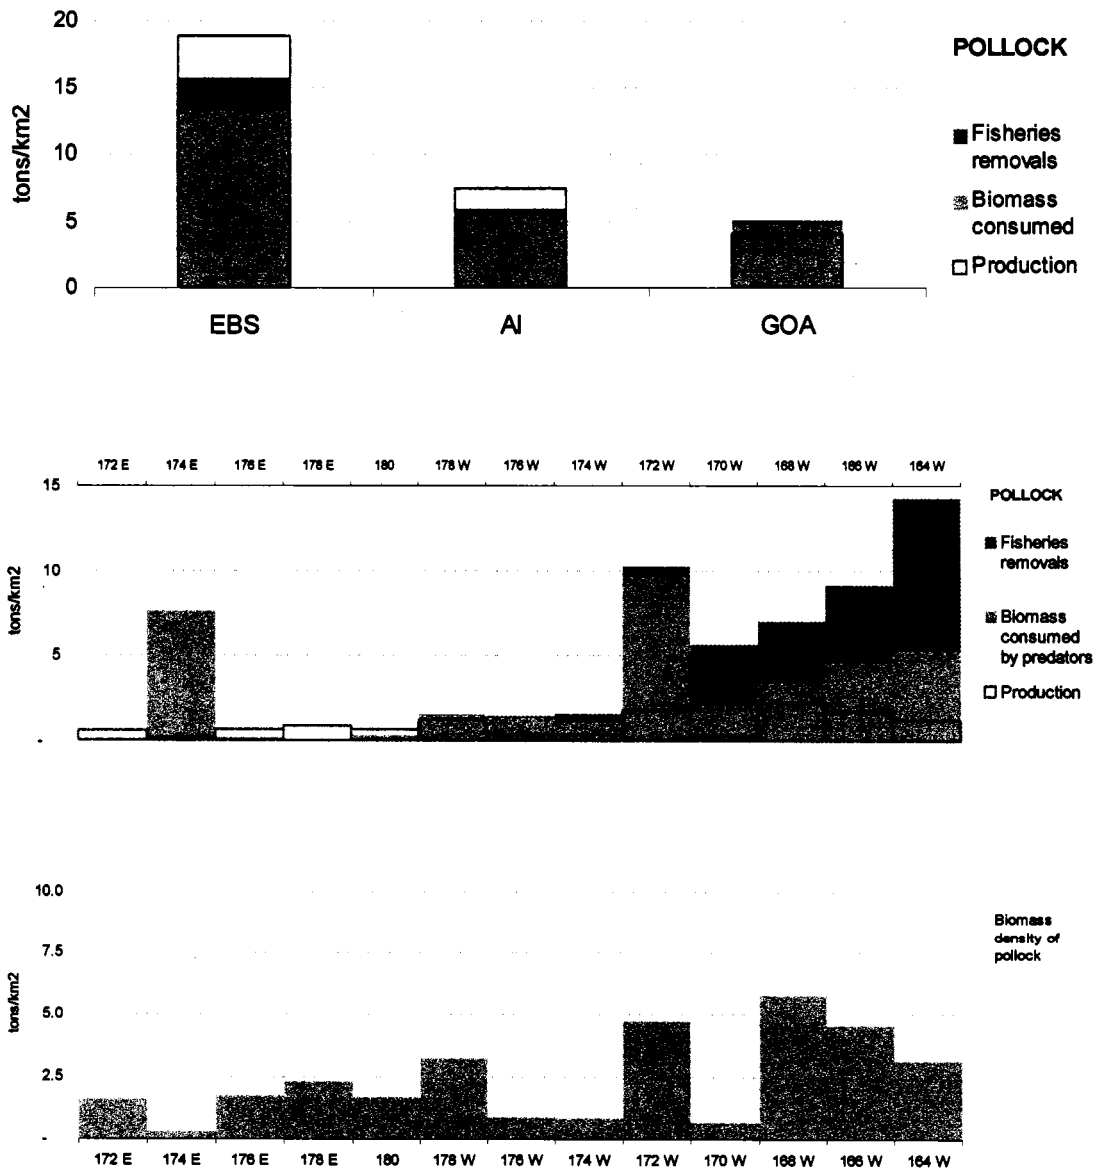 20
15
10
5
0
tons/km2
EBS
AI
GOA
POLLOCK
Fisheries
removals
Biomass
consumed
Production
172 E 174 E 176 E 178 E 180 178 W 176 W 174 W 172 W 170 W 168 W 166 W 164 W
15
10
5
-
tons/km2
POLLOCK
Fisheries
removals
Biomass
consumed
by predators
Production
10.0
7.5
5.0
2.5
-
tons/km2
Biomass
density of
pollock
172 E 174 E 176 E 178 E 180 178 W 176 W 174 W 172 W 170 W 168 W 166 W 164 W